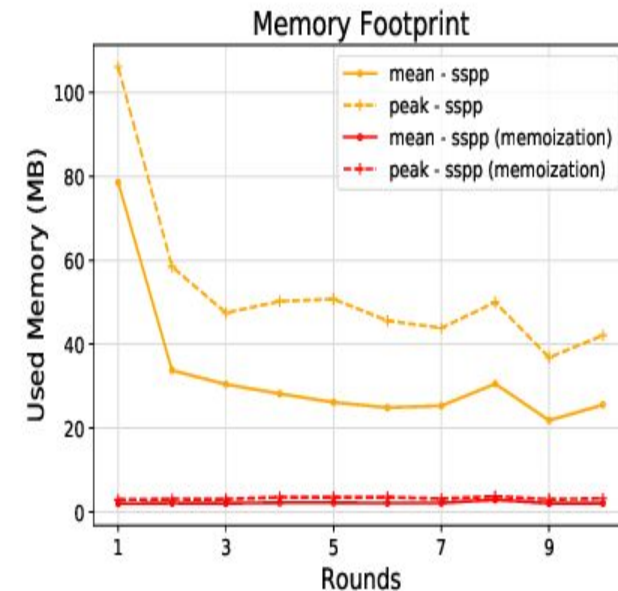 Memory Footprint
mean - sspp
peak - sspp
mean - sspp (memoization)
peak - sspp (memoization)
Used Memory (MB)
100
80
60
40
20
0
1 3 5 7 9
Rounds